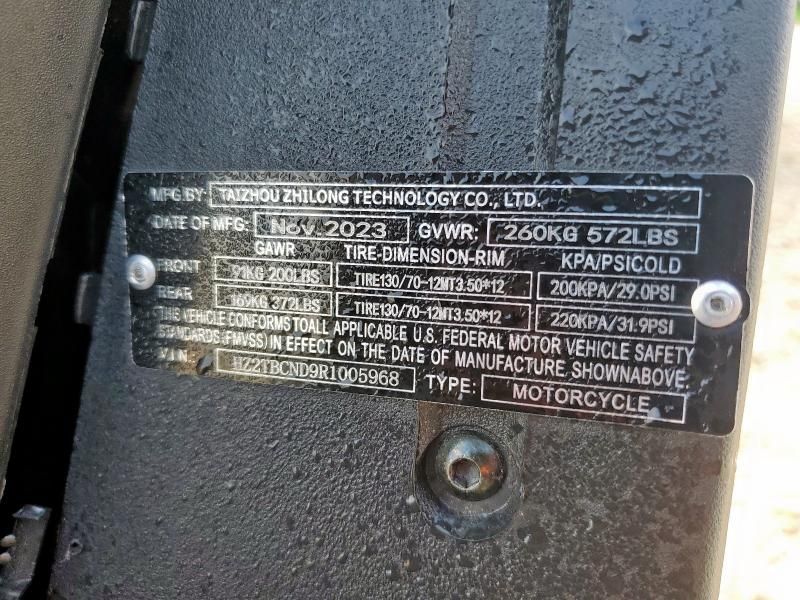 MFG.BY: TAIZHOU ZHILONG TECHNOLOGY CO., LTD.
DATE OF MFG: Nov. 2023 GVWR: 260KG 572LBS
GAWR TIRE-DIMENSION-RIM KPA/PSICOLD
FRONT 91KG 200LBS TIRE130/70-12MT3.50*12 200KPA/29.0PSI
REAR 169KG 372LBS TIRE130/70-12MT3.50*12 220KPA/31.9PSI
THE VEHICLE CONFORMSTOALL APPLICABLE U.S. FEDERAL MOTOR VEHICLE SAFETY
STANDARDS(FMVSS) IN EFFECT ON THE DATE OF MANUFACTURE SHOWNABOVE.
VIN: HZ2TBCND9R1005968 TYPE: MOTORCYCLE